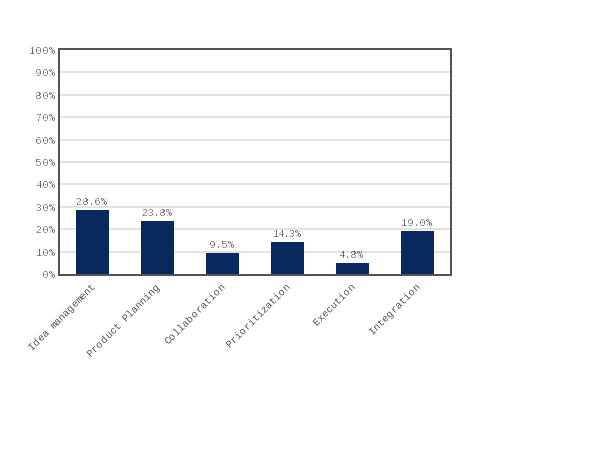 100%
90%
80%
70%
60%
50%
40%
30%
20%
10%
0%
28.6%
23.8%
9.5%
14.3%
4.8%
19.0%
Idea management
Product Planning
Collaboration
Prioritization
Execution
Integration